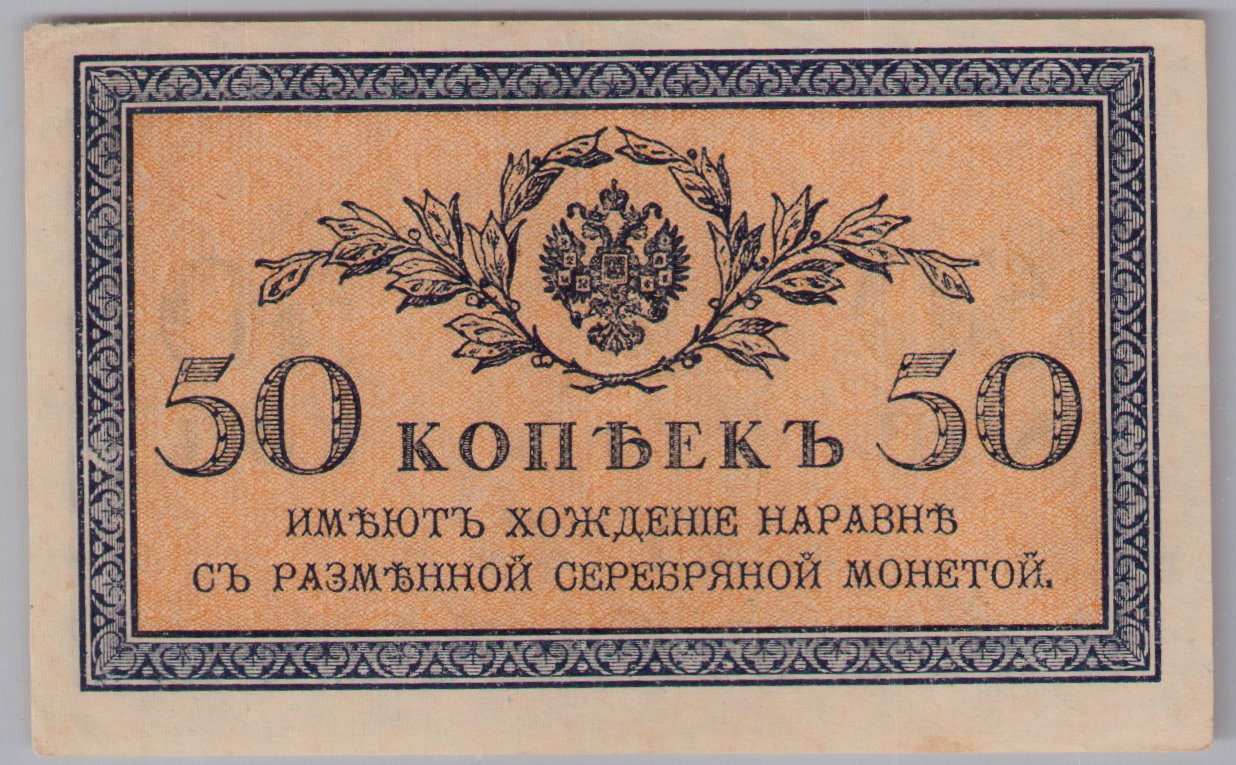 50 КОПѢЕКЪ 50
ИМѢЮТЪ ХОЖДЕНІЕ НАРАВНѢ
СЪ РАЗМѢННОЙ СЕРЕБРЯНОЙ МОНЕТОЙ.